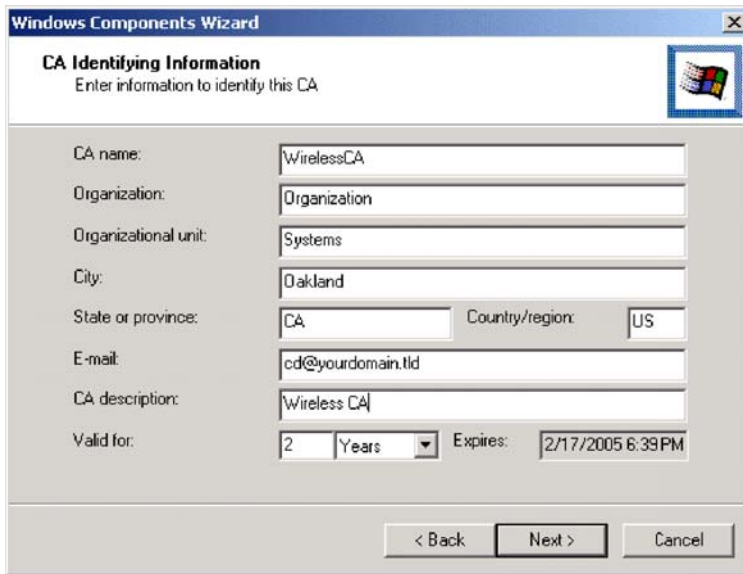 Windows Components Wizard
CA Identifying Information
Enter information to identify this CA
CA name: WirelessCA
Organization: Organization
Organizational unit: Systems
City: Oakland
State or province: CA Country/region: US
E-mail: cd@yourdomain.tld
CA description: Wireless CA
Valid for: 2 Years Expires: 2/17/2005 6:39 PM
< Back Next > Cancel